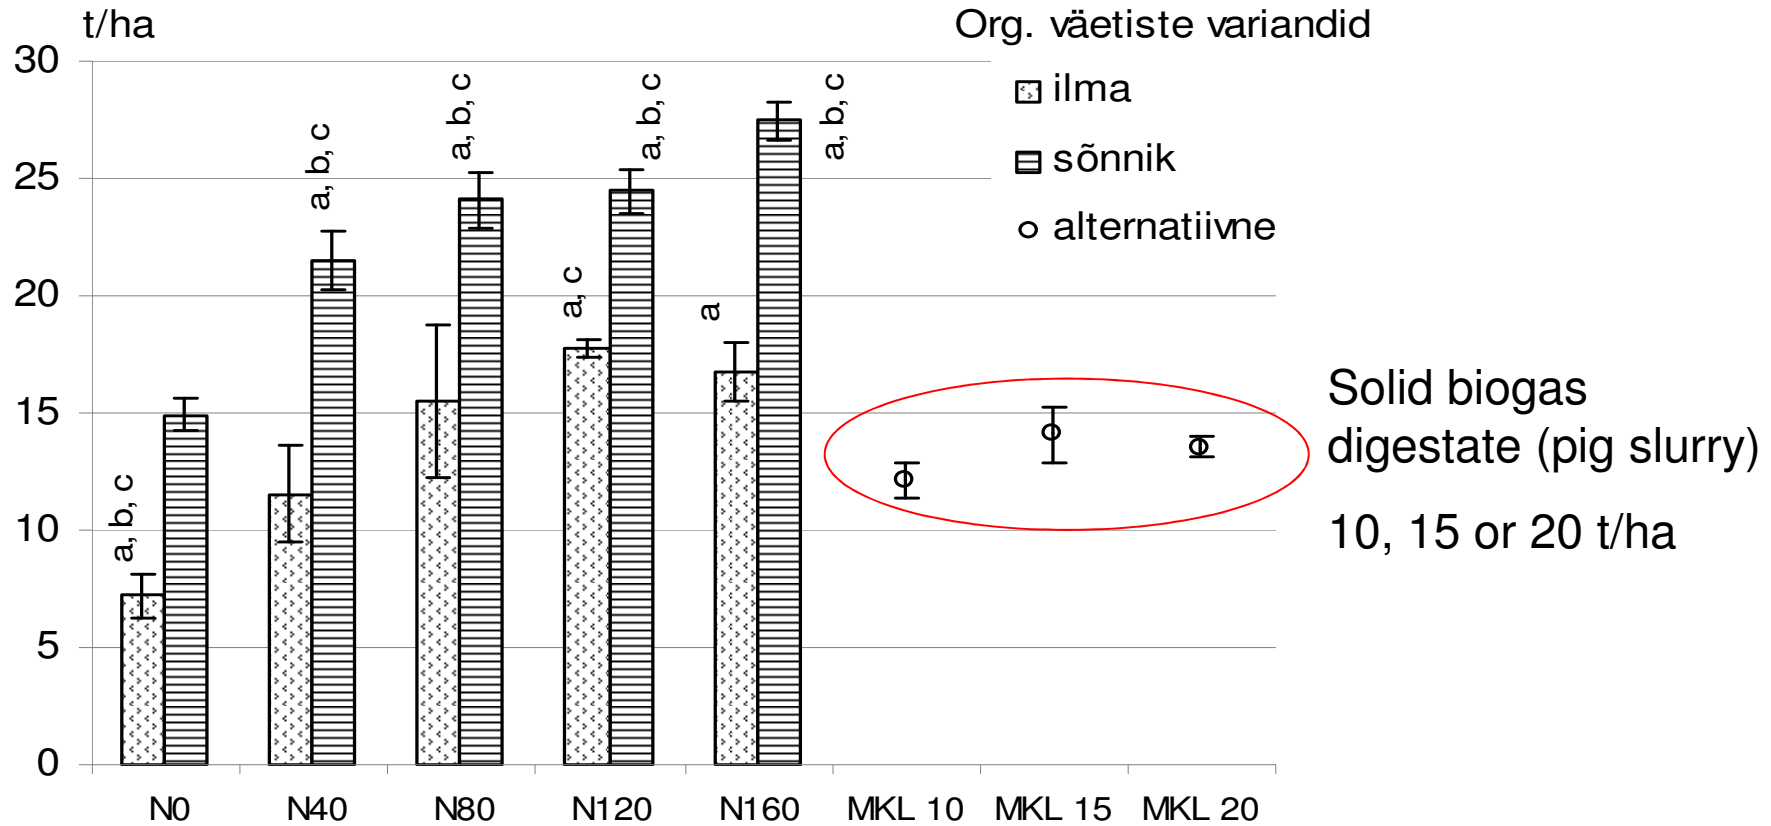 t/ha
Org. väetiste variandid
ilma
sõnnik
alternatiivne
30
25
20
15
10
5
0
a, b, c
a, b, c
a, b, c
a, c
a, b, c
a
a, b, c
N0
N40
N80
N120
N160
MKL 10
MKL 15
MKL 20
Solid biogas
digestate (pig slurry)
10, 15 or 20 t/ha